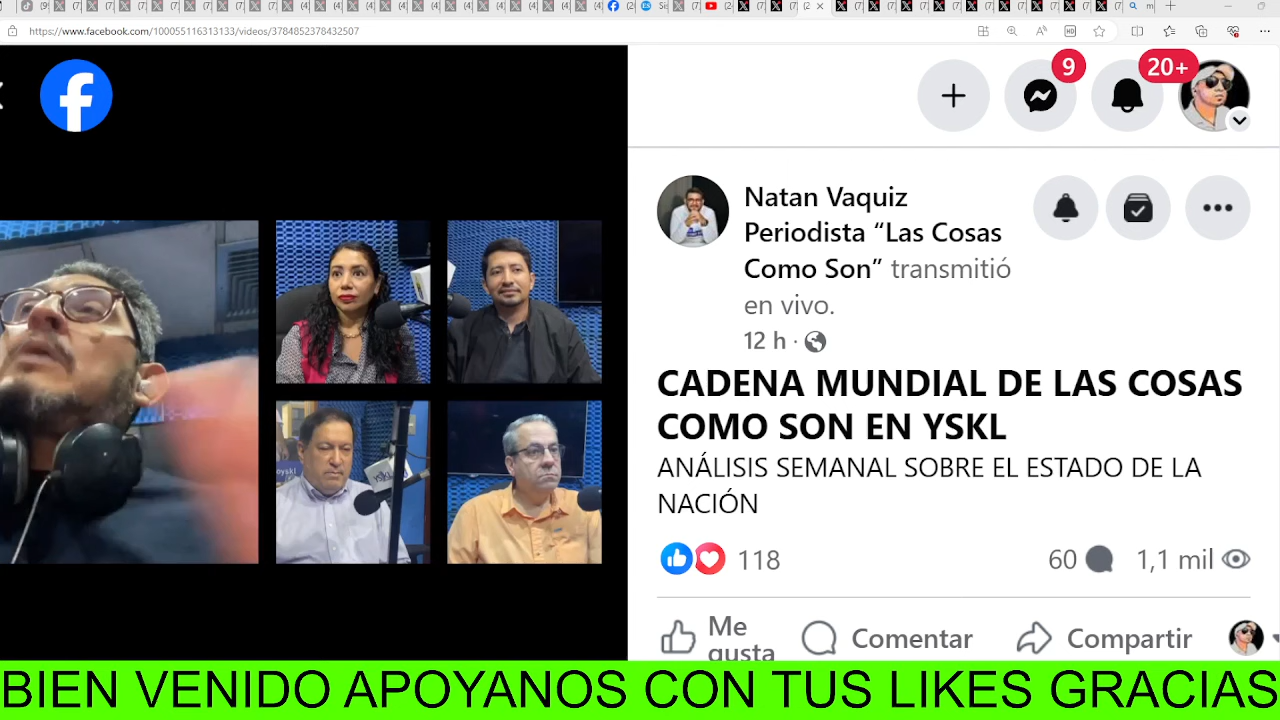 https://www.facebook.com/100055116313133/videos/3784852378432507
9
20+
Natan Vaquiz
Periodista “Las Cosas
Como Son” transmitió
en vivo.
12 h ·
CADENA MUNDIAL DE LAS COSAS
COMO SON EN YSKL
ANÁLISIS SEMANAL SOBRE EL ESTADO DE LA
NACIÓN
118
60
1,1 mil
Me
gusta
Comentar
Compartir
BIEN VENIDO APOYANOS CON TUS LIKES GRACIAS